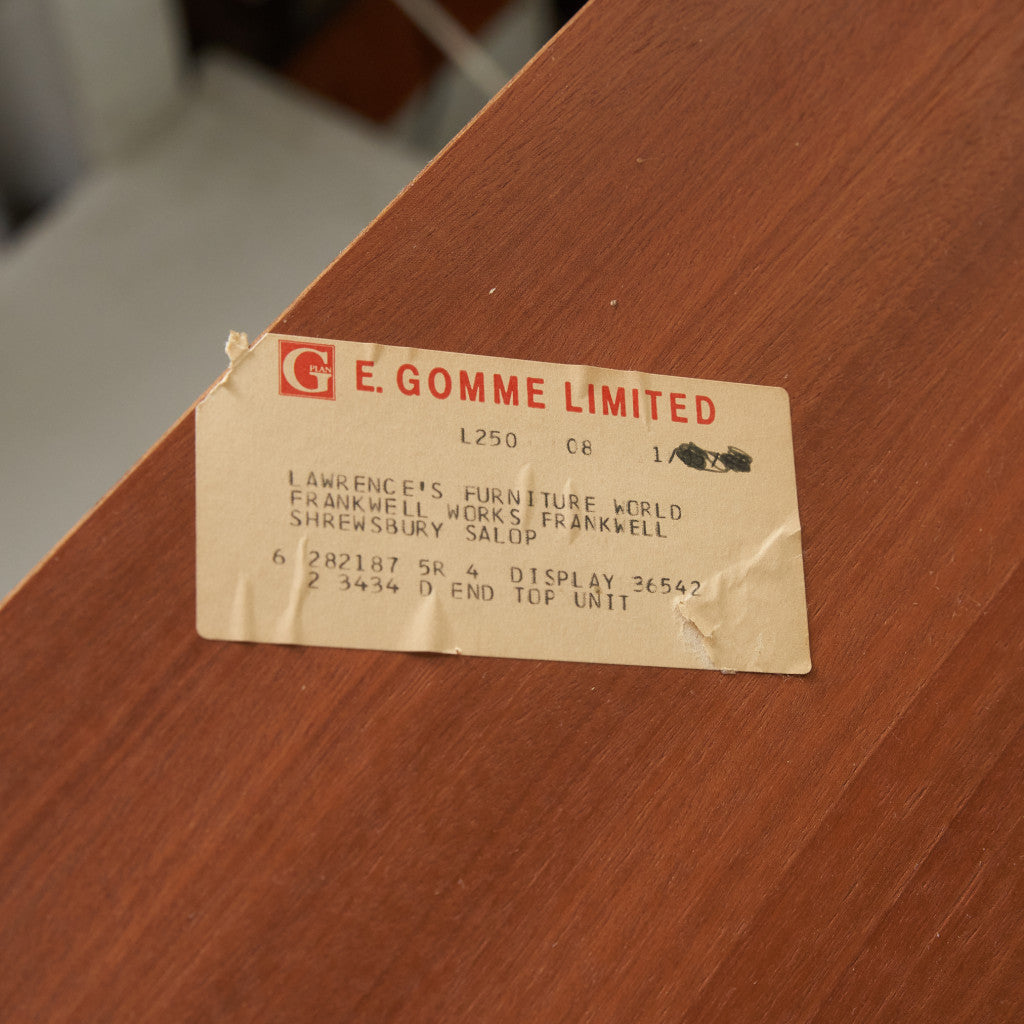 G PLAN E. GOMME LIMITED
L250 08 1/
LAWRENCE'S FURNITURE WORLD
FRANKWELL WORKS FRANKWELL
SHREWSBURY SALOP
6 282187 5R 4 DISPLAY 36542
2 3434 D END TOP UNIT